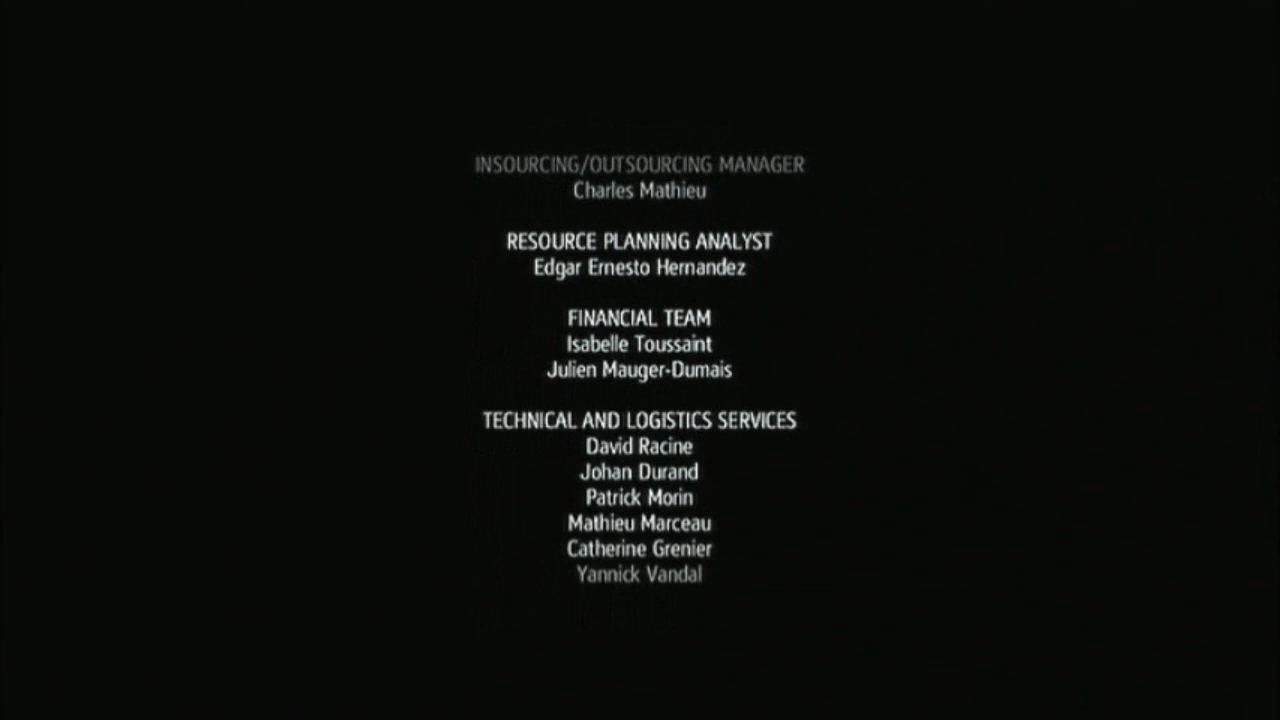 INSOURCING/OUTSOURCING MANAGER
Charles Mathieu
RESOURCE PLANNING ANALYST
Edgar Ernesto Hernandez
FINANCIAL TEAM
Isabelle Toussaint
Julien Mauger-Dumais
TECHNICAL AND LOGISTICS SERVICES
David Racine
Johan Durand
Patrick Morin
Mathieu Marceau
Catherine Grenier
Yannick Vandal